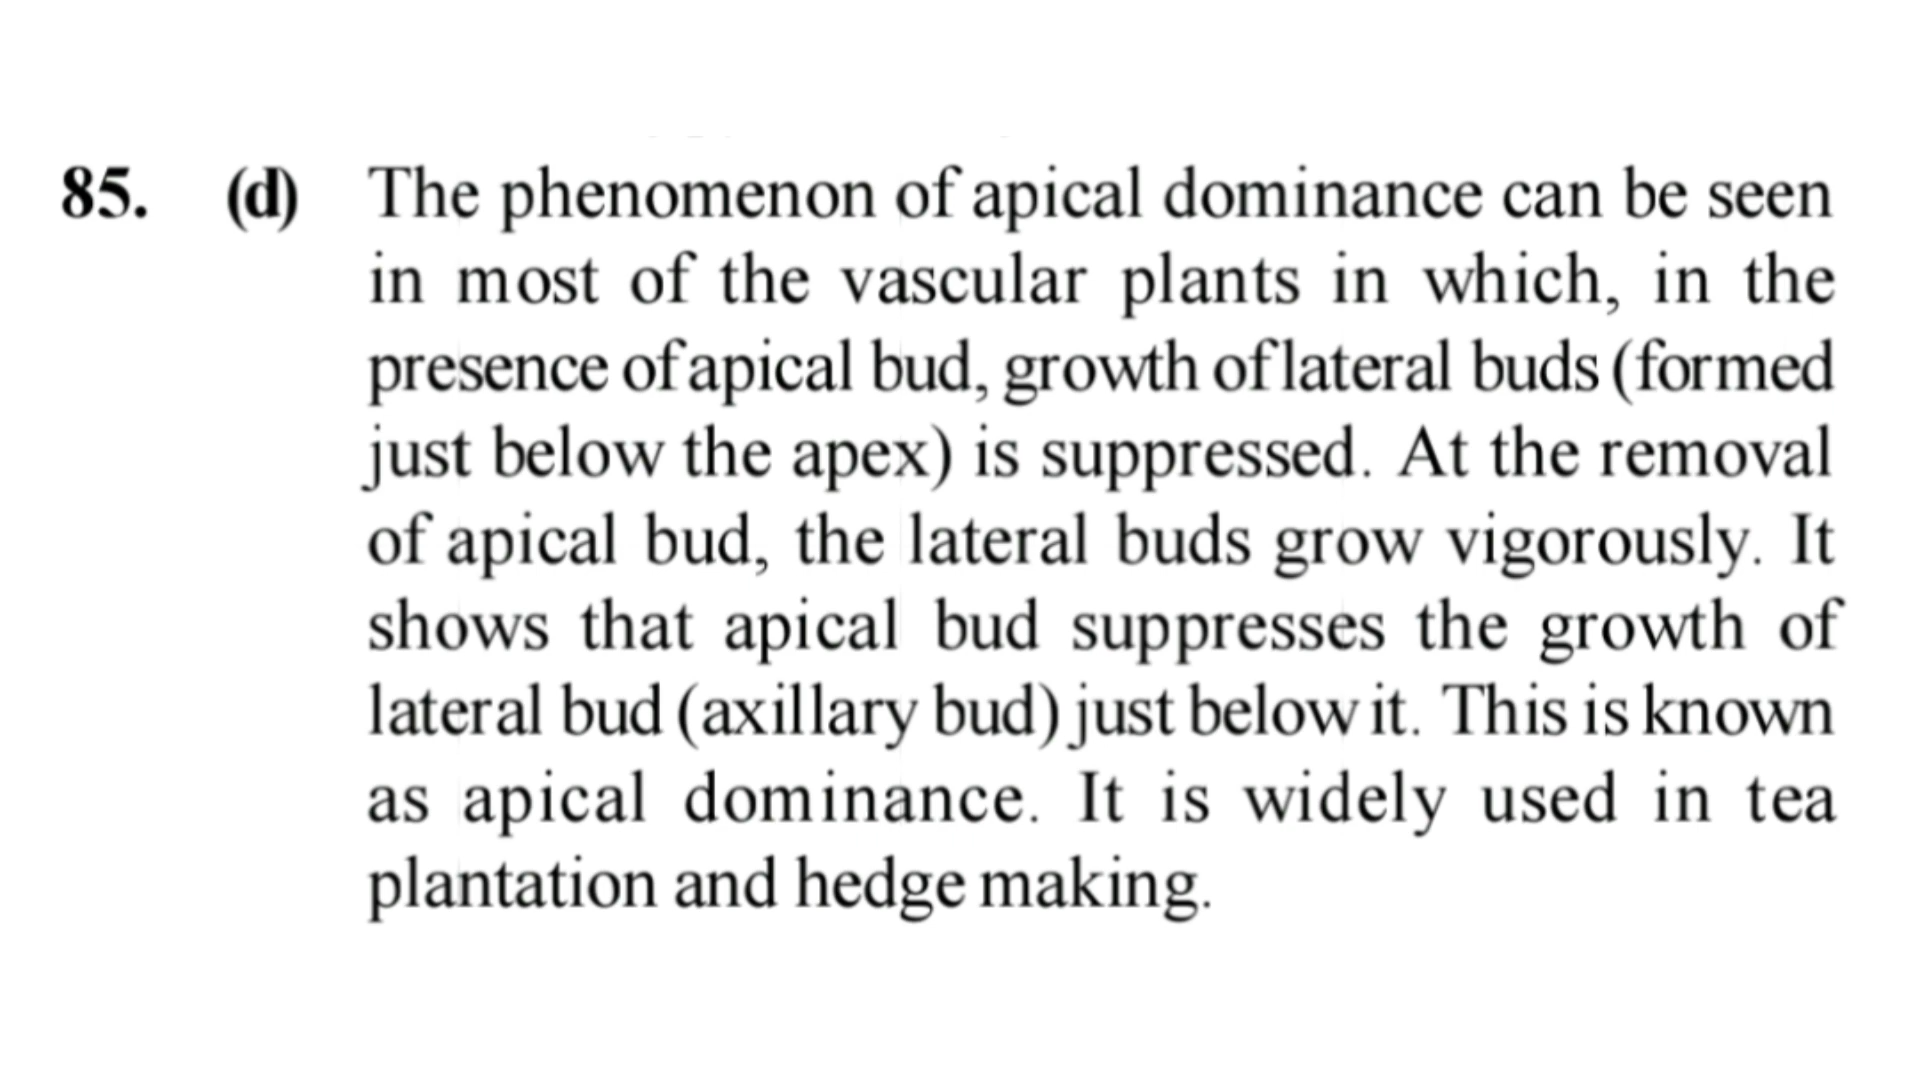 85. (d) The phenomenon of apical dominance can be seen
in most of the vascular plants in which, in the
presence of apical bud, growth of lateral buds (formed
just below the apex) is suppressed. At the removal
of apical bud, the lateral buds grow vigorously. It
shows that apical bud suppresses the growth of
lateral bud (axillary bud) just below it. This is known
as apical dominance. It is widely used in tea
plantation and hedge making.